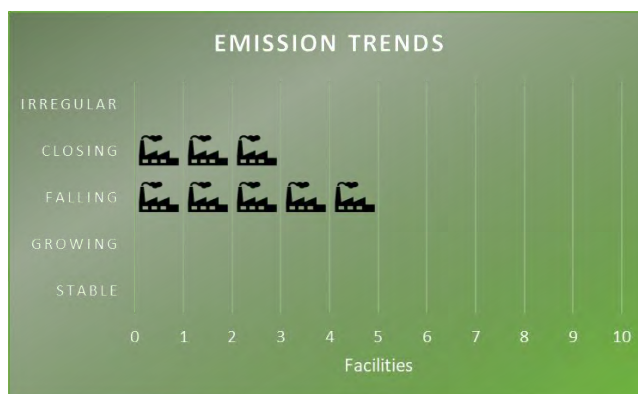 EMISSION TRENDS
IRREGULAR
CLOSING
FALLING
GROWING
STABLE
0 1 2 3 4 5 6 7 8 9 10
Facilities